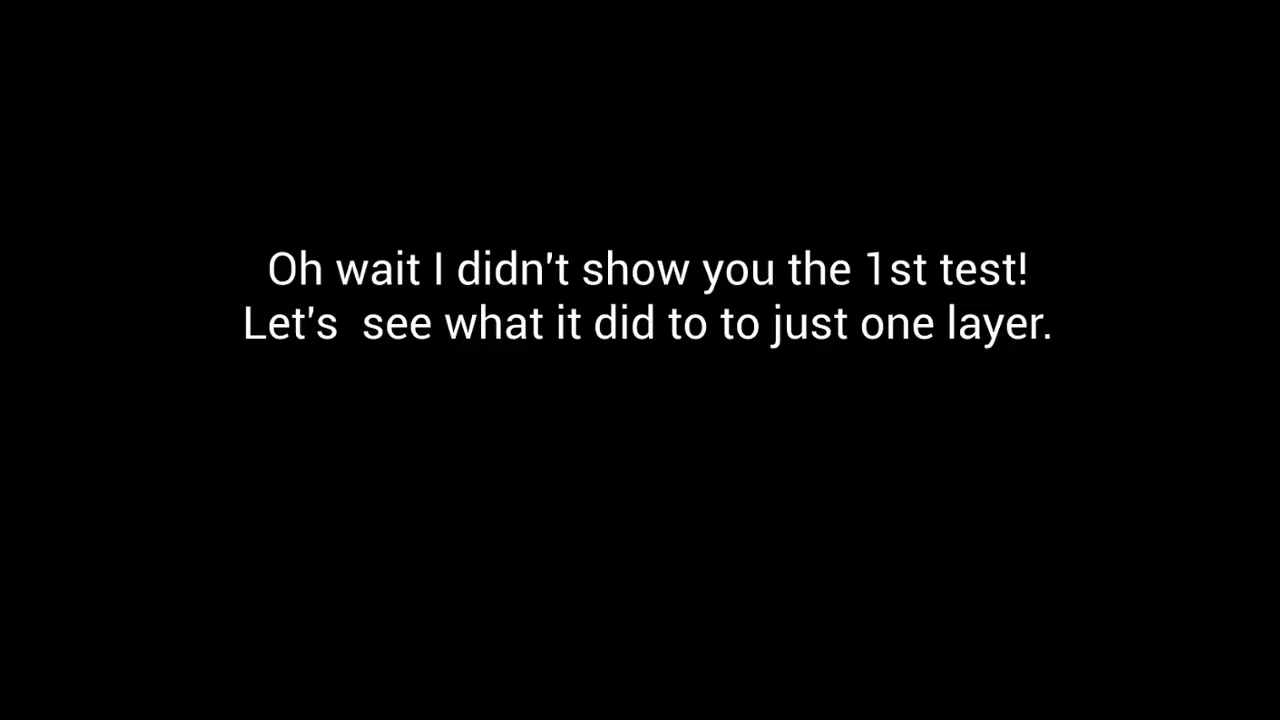 Oh wait I didn't show you the 1st test!
Let's  see what it did to to just one layer.